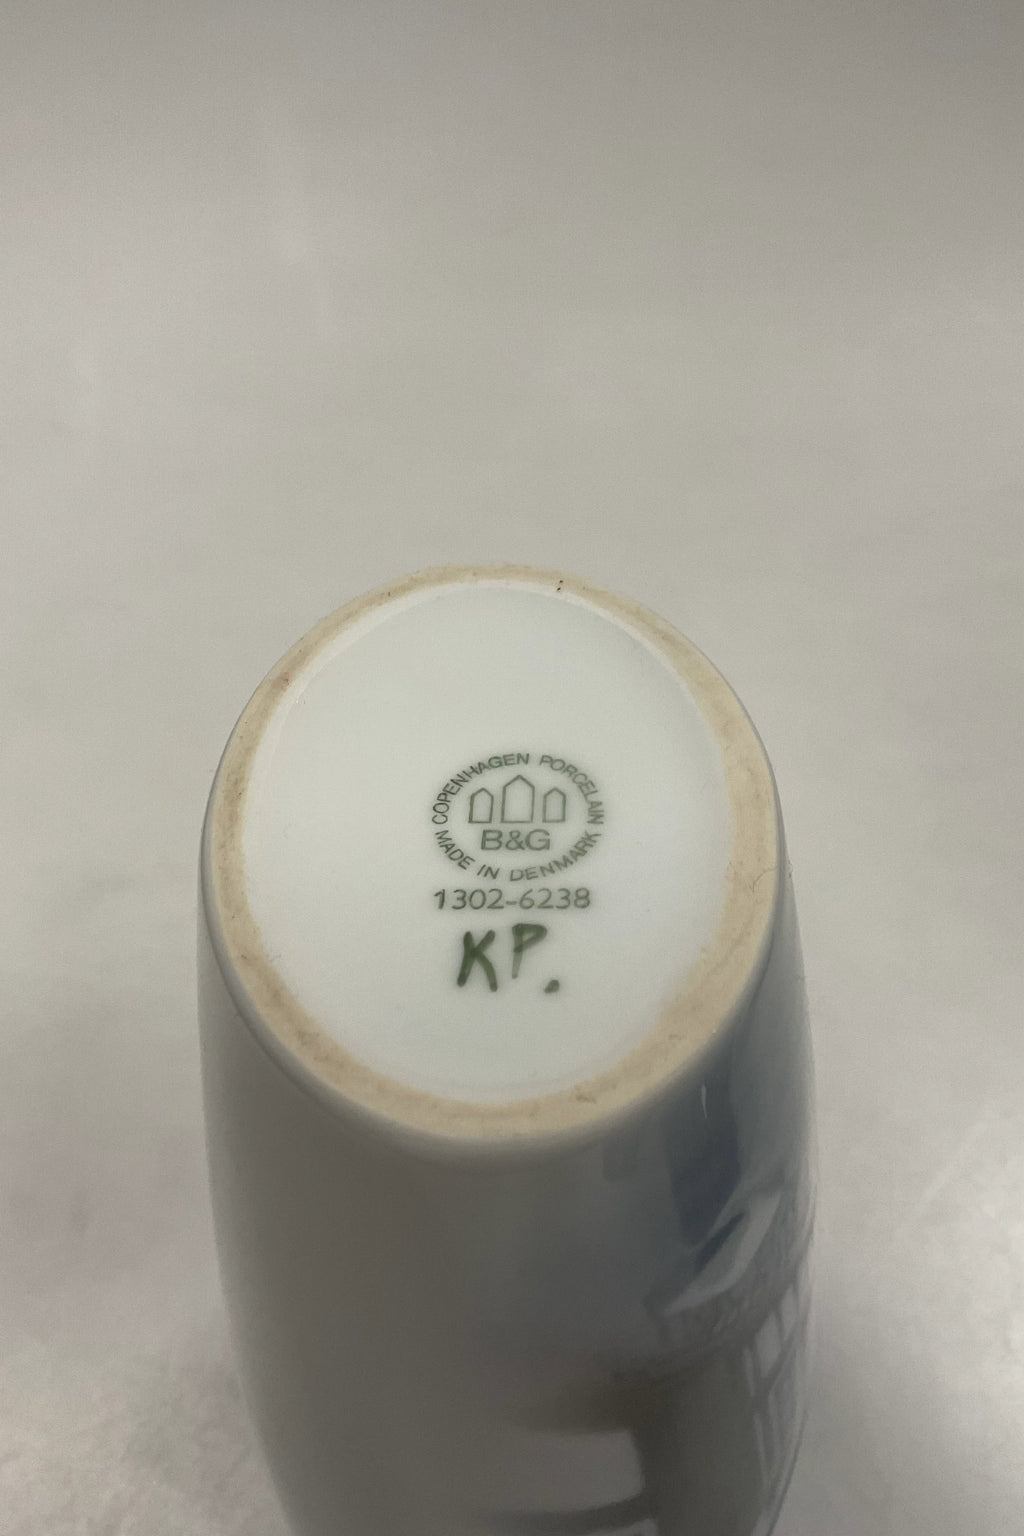 COPENHAGEN PORCELAIN
B&G
MADE IN DENMARK
1302-6238
KP.